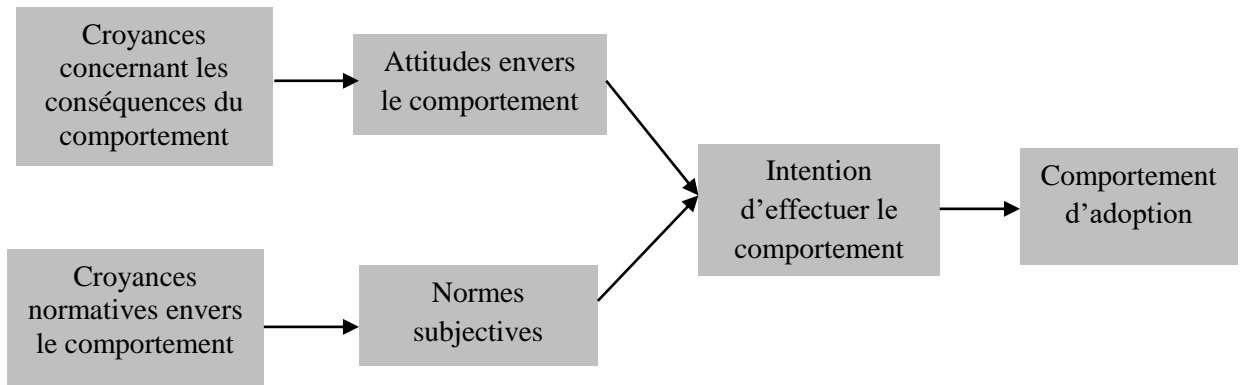 Croyances
concernant les
conséquences du
comportement
Attitudes envers
le comportement
Intention
d’effectuer le
comportement
Comportement
d’adoption
Croyances
normatives envers
le comportement
Normes
subjectives